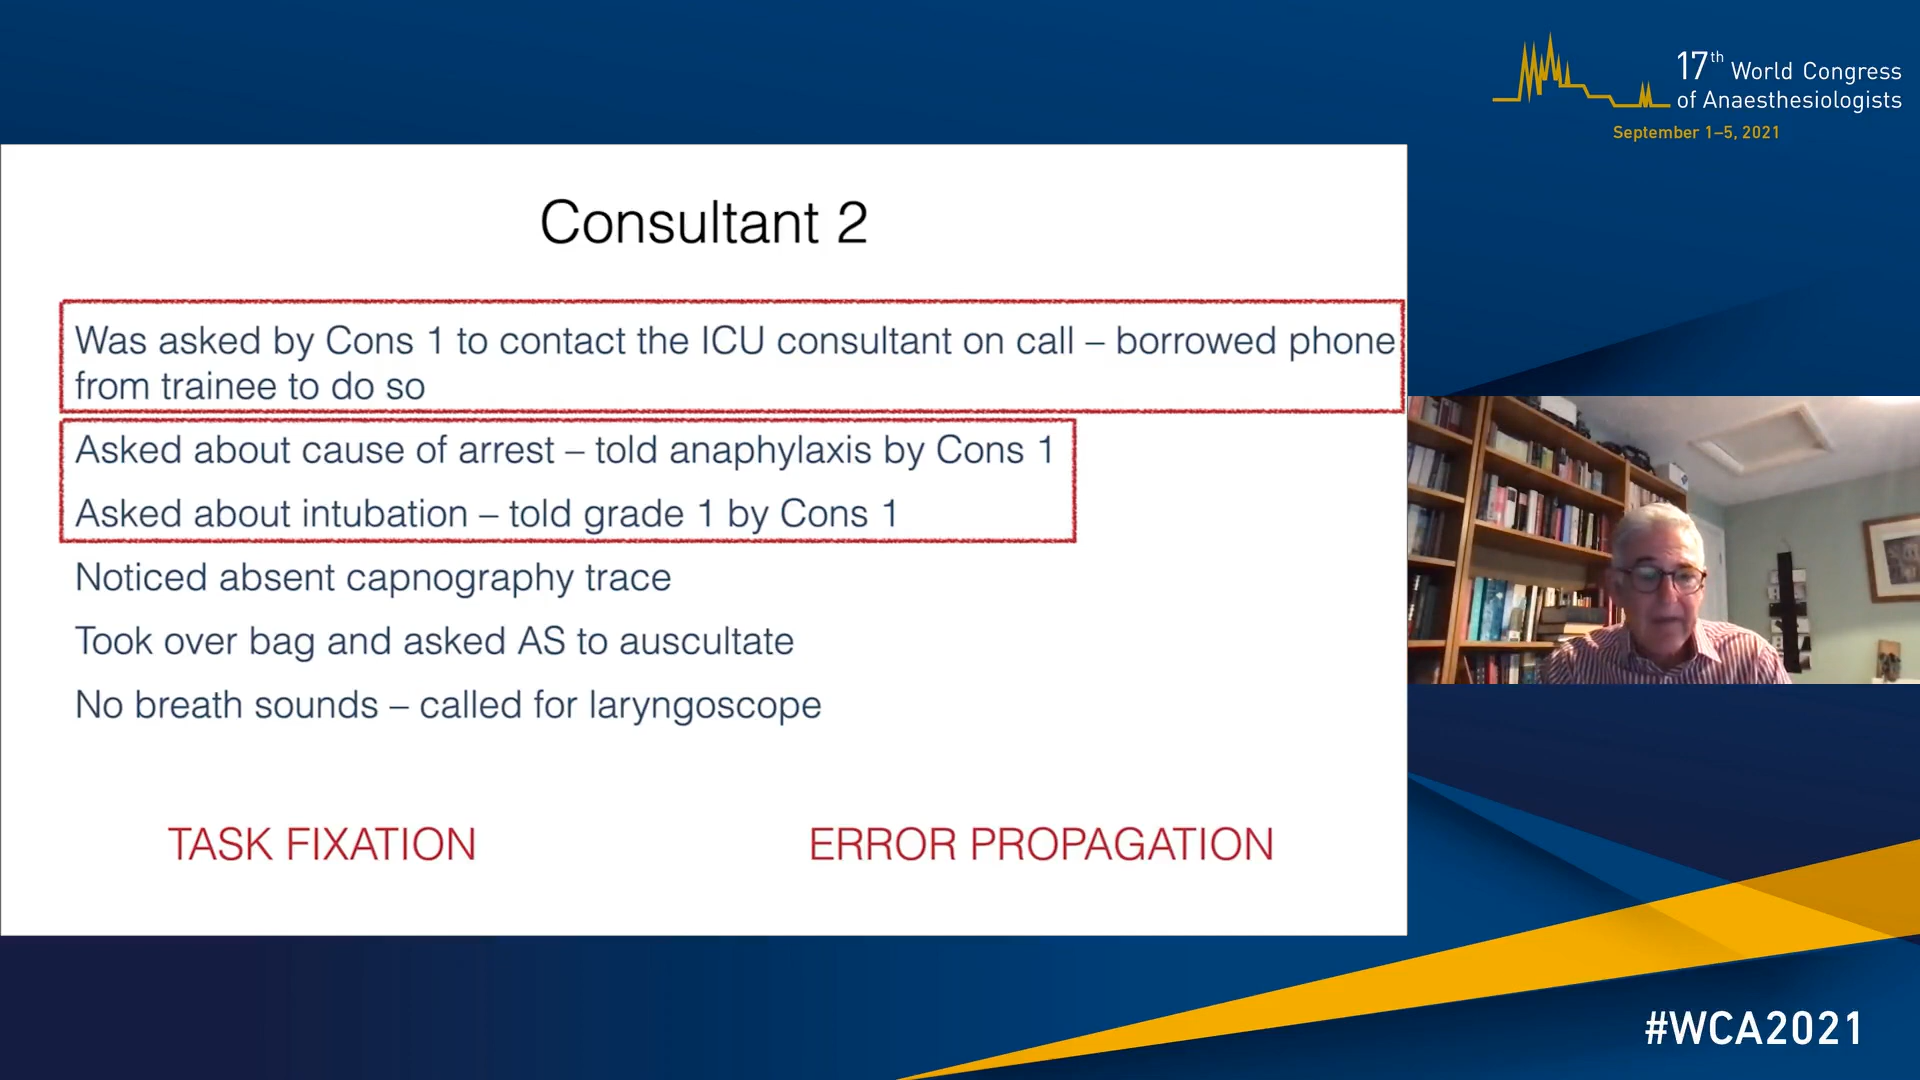 17th World Congress
of Anaesthesiologists
September 1–5, 2021
Consultant 2
Was asked by Cons 1 to contact the ICU consultant on call – borrowed phone
from trainee to do so
Asked about cause of arrest – told anaphylaxis by Cons 1
Asked about intubation – told grade 1 by Cons 1
Noticed absent capnography trace
Took over bag and asked AS to auscultate
No breath sounds – called for laryngoscope
TASK FIXATION
ERROR PROPAGATION
#WCA2021